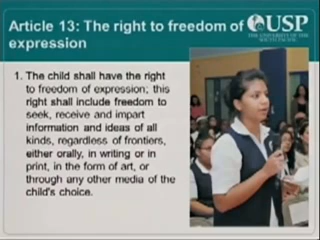 Article 13: The right to freedom of
expression
USP
THE UNIVERSITY OF THE
SOUTH PACIFIC
1. The child shall have the right
to freedom of expression; this
right shall include freedom to
seek, receive and impart
information and ideas of all
kinds, regardless of frontiers,
either orally, in writing or in
print, in the form of art, or
through any other media of the
child's choice.